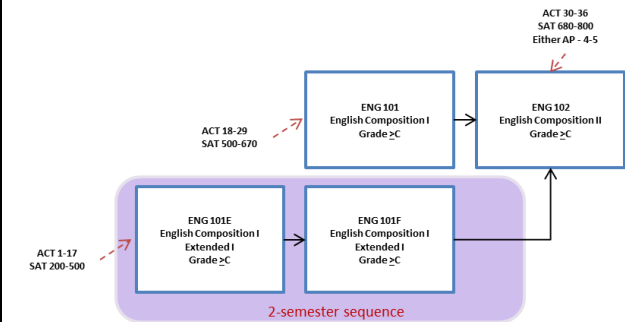 ACT 30-36
SAT 680-800
Either AP - 4-5
ENG 101
English Composition I
Grade ≥C
ENG 102
English Composition II
Grade ≥C
ACT 18-29
SAT 500-670
ENG 101E
English Composition I
Extended I
Grade ≥C
ENG 101F
English Composition I
Extended I
Grade ≥C
ACT 1-17
SAT 200-500
2-semester sequence